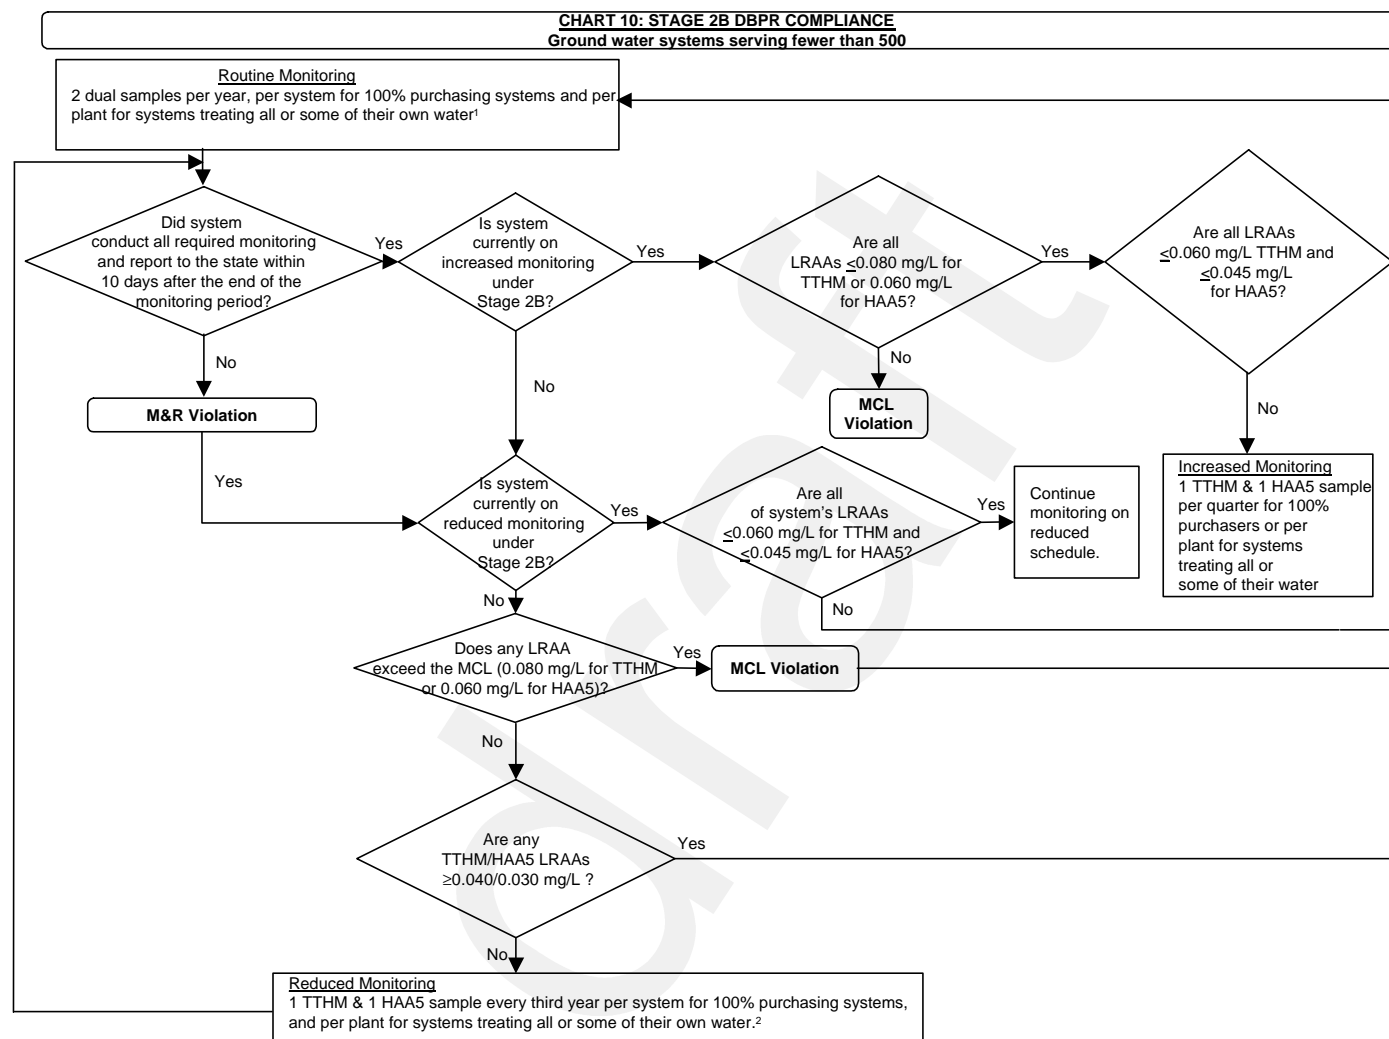 CHART 10: STAGE 2B DBPR COMPLIANCE
Ground water systems serving fewer than 500
Routine Monitoring
2 dual samples per year, per system for 100% purchasing systems and per
plant for systems treating all or some of their own water¹
Did system
conduct all required monitoring
and report to the state within
10 days after the end of the
monitoring period?
Yes
Is system
currently on
increased monitoring
under
Stage 2B?
Yes
Are all
LRAAs ≤0.080 mg/L for
TTHM or 0.060 mg/L
for HAA5?
Yes
Are all LRAAs
≤0.060 mg/L TTHM and
≤0.045 mg/L
for HAA5?
No
No
No
No
M&R Violation
MCL
Violation
Yes
Is system
currently on
reduced monitoring
under
Stage 2B?
Yes
Are all
of system's LRAAs
≤0.060 mg/L for TTHM and
≤0.045 mg/L for HAA5?
Yes
Continue
monitoring on
reduced
schedule.
Increased Monitoring
1 TTHM & 1 HAA5 sample
per quarter for 100%
purchasers or per
plant for systems
treating all or
some of their water
No
No
Does any LRAA
exceed the MCL (0.080 mg/L for TTHM
or 0.060 mg/L for HAA5)?
Yes
MCL Violation
No
Are any
TTHM/HAA5 LRAAs
≥0.040/0.030 mg/L ?
Yes
No
Reduced Monitoring
1 TTHM & 1 HAA5 sample every third year per system for 100% purchasing systems,
and per plant for systems treating all or some of their own water.²
draft